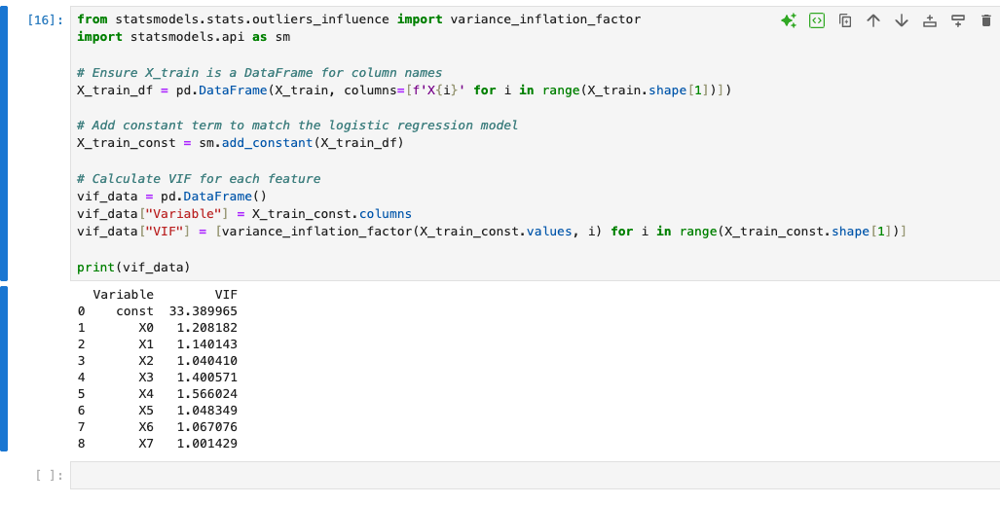 [16]:
from statsmodels.stats.outliers_influence import variance_inflation_factor
import statsmodels.api as sm
# Ensure X_train is a DataFrame for column names
X_train_df = pd.DataFrame(X_train, columns=[f'X{i}' for i in range(X_train.shape[1])])
# Add constant term to match the logistic regression model
X_train_const = sm.add_constant(X_train_df)
# Calculate VIF for each feature
vif_data = pd.DataFrame()
vif_data["Variable"] = X_train_const.columns
vif_data["VIF"] = [variance_inflation_factor(X_train_const.values, i) for i in range(X_train_const.shape[1])]
print(vif_data)
Variable VIF
0 const 33.389965
1 X0 1.208182
2 X1 1.140143
3 X2 1.040410
4 X3 1.400571
5 X4 1.566024
6 X5 1.048349
7 X6 1.067076
8 X7 1.001429
[ ]: